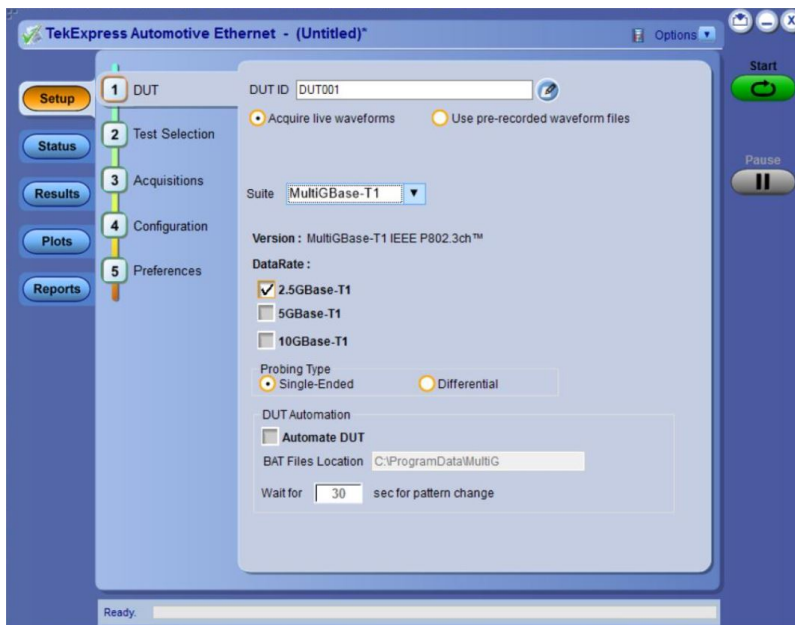 TekExpress Automotive Ethernet - (Untitled)*
Options
Start
Pause
Setup
Status
Results
Plots
Reports
1 DUT
2 Test Selection
3 Acquisitions
4 Configuration
5 Preferences
DUT ID DUT001
Acquire live waveforms Use pre-recorded waveform files
Suite MultiGBase-T1
Version : MultiGBase-T1 IEEE P802.3ch™
DataRate :
2.5GBase-T1
5GBase-T1
10GBase-T1
Probing Type
Single-Ended Differential
DUT Automation
Automate DUT
BAT Files Location C:\ProgramData\MultiG
Wait for 30 sec for pattern change
Ready.